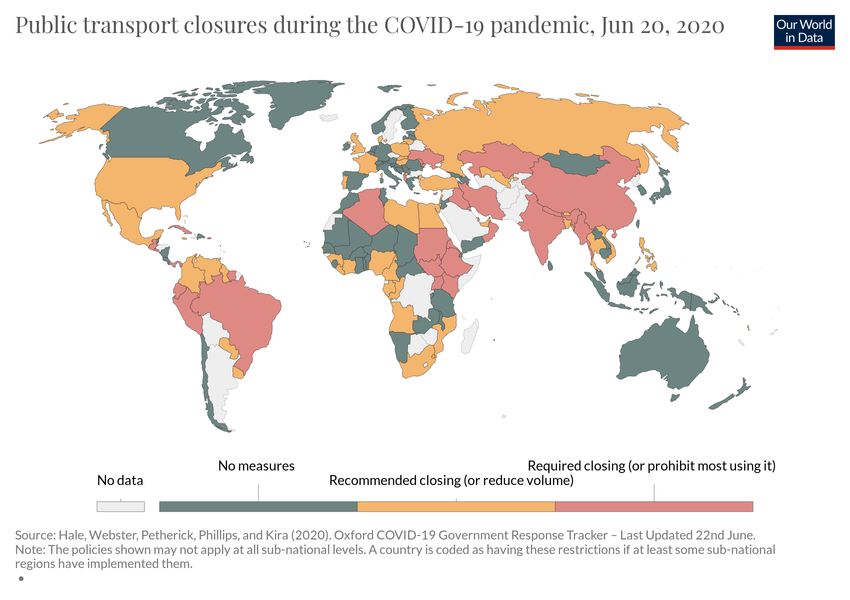 Public transport closures during the COVID-19 pandemic, Jun 20, 2020
Our World
in Data
No data
No measures
Recommended closing (or reduce volume)
Required closing (or prohibit most using it)
Source: Hale, Webster, Petherick, Phillips, and Kira (2020). Oxford COVID-19 Government Response Tracker – Last Updated 22nd June.
Note: The policies shown may not apply at all sub-national levels. A country is coded as having these restrictions if at least some sub-national
regions have implemented them.